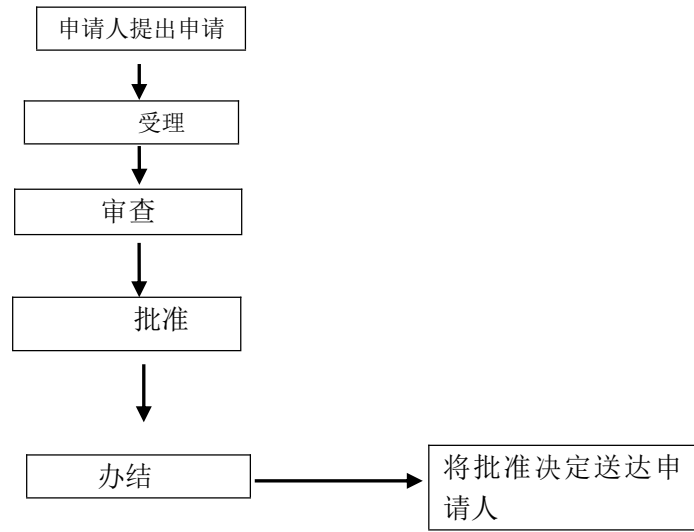 申请人提出申请
受理
审查
批准
办结
将批准决定送达申
请人